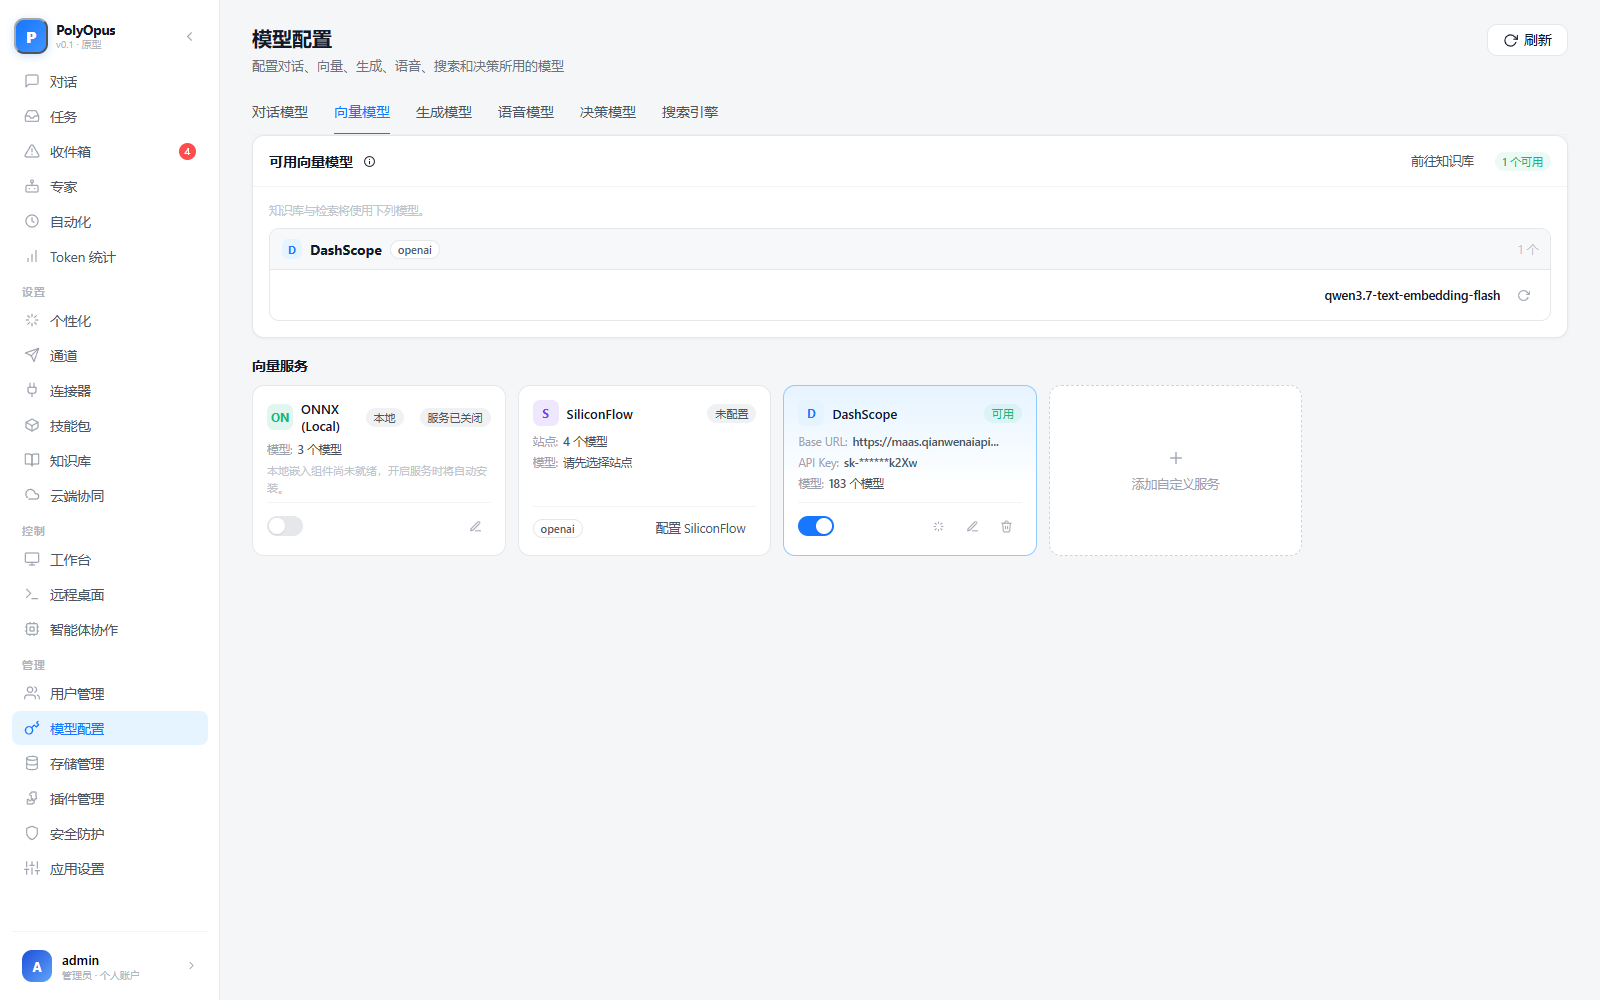 P
PolyOpus
v0.1 · 原型
对话
任务
收件箱
4
专家
自动化
Token 统计
设置
个性化
通道
连接器
技能包
知识库
云端协同
控制
工作台
远程桌面
智能体协作
管理
用户管理
模型配置
存储管理
插件管理
安全防护
应用设置
A
admin
管理员 · 个人账户
模型配置
配置对话、向量、生成、语音、搜索和决策所用的模型
刷新
对话模型 向量模型 生成模型 语音模型 决策模型 搜索引擎
可用向量模型
前往知识库
1 个可用
知识库与检索将使用下列模型。
D DashScope openai
1 个
qwen3.7-text-embedding-flash
向量服务
ON
ONNX
(Local)
本地
服务已关闭
模型: 3 个模型
本地嵌入组件尚未就绪，开启服务时将自动安
装。
S SiliconFlow
未配置
站点: 4 个模型
模型: 请先选择站点
openai
配置 SiliconFlow
D DashScope
可用
Base URL: https://maas.qianwenaiapi...
API Key: sk-******k2Xw
模型: 183 个模型
添加自定义服务